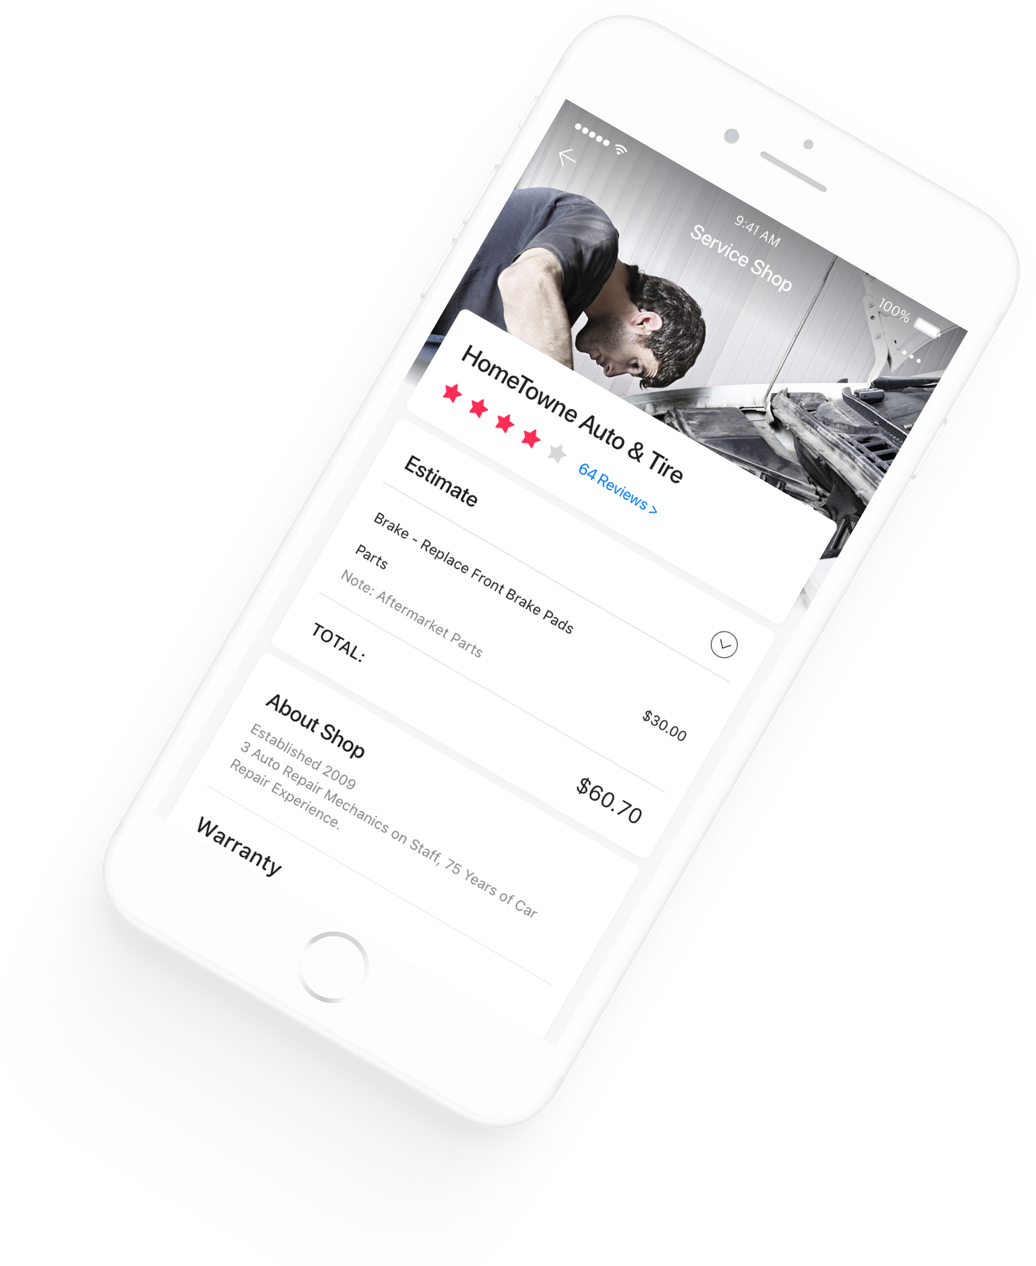 9:41 AM
100%
Service Shop
HomeTowne Auto & Tire
64 Reviews >
Estimate
Brake - Replace Front Brake Pads
Parts
$30.00
Note: Aftermarket Parts
TOTAL:
$60.70
About Shop
Established 2009
3 Auto Repair Mechanics on Staff, 75 Years of Car
Repair Experience.
Warranty